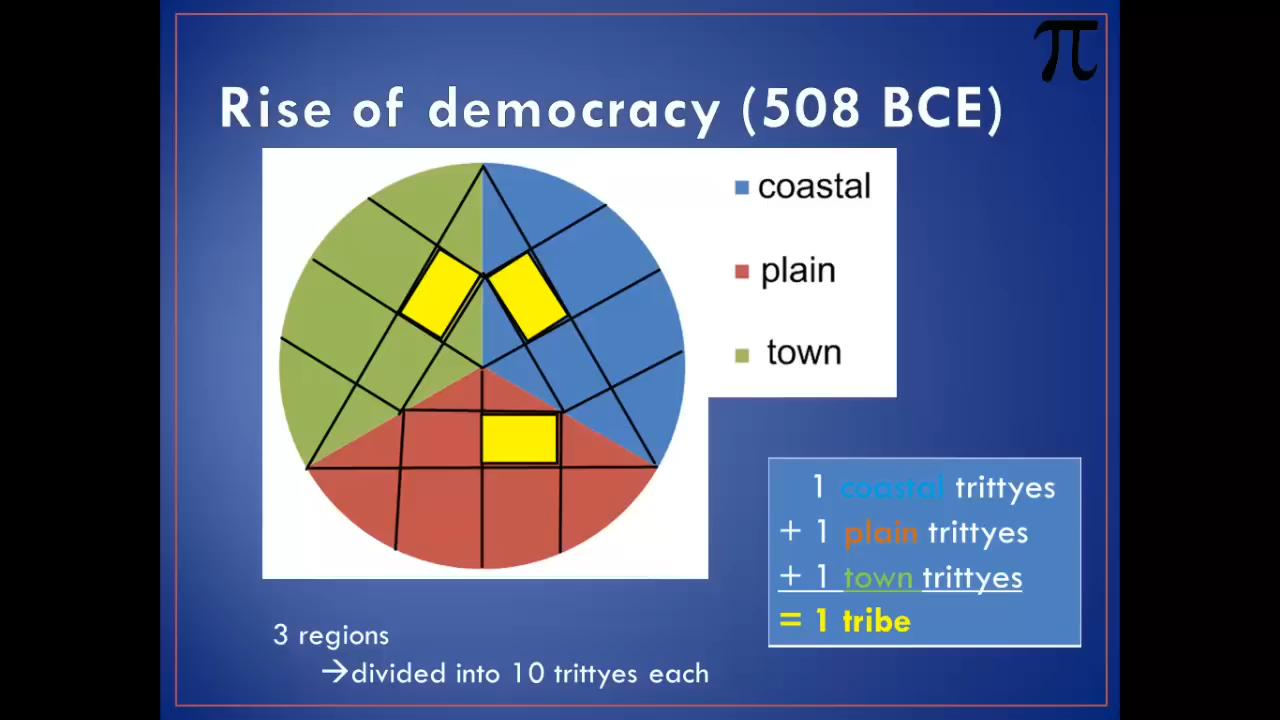 π
Rise of democracy (508 BCE)
coastal
plain
town
1 coastal trittyes
+ 1 plain trittyes
+ 1 town trittyes
= 1 tribe
3 regions
→divided into 10 trittyes each